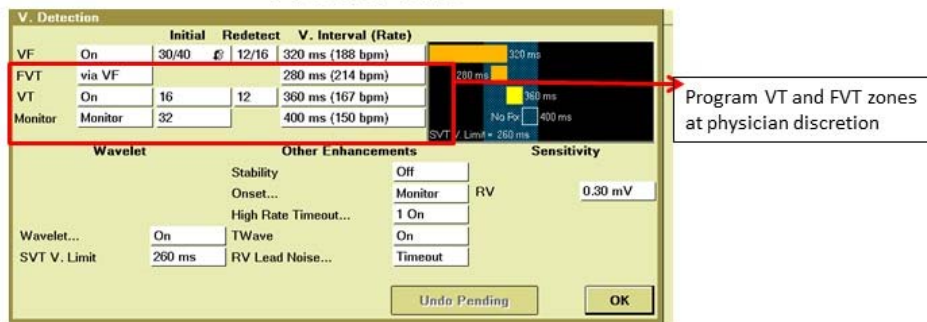 V. Detection
Initial Redetect V. Interval (Rate)
VF On 30/40 12/16 320 ms (188 bpm)
FVT via VF 280 ms (214 bpm)
VT On 16 12 360 ms (167 bpm)
Monitor Monitor 32 400 ms (150 bpm)
320 ms
280 ms
360 ms
No Rx 400 ms
SVT V. Limit = 260 ms
Program VT and FVT zones
at physician discretion
Wavelet Other Enhancements Sensitivity
Stability Off
Onset... Monitor RV 0.30 mV
High Rate Timeout... 1 On
Wavelet... On TWave On
SVT V. Limit 260 ms RV Lead Noise... Timeout
Undo Pending OK